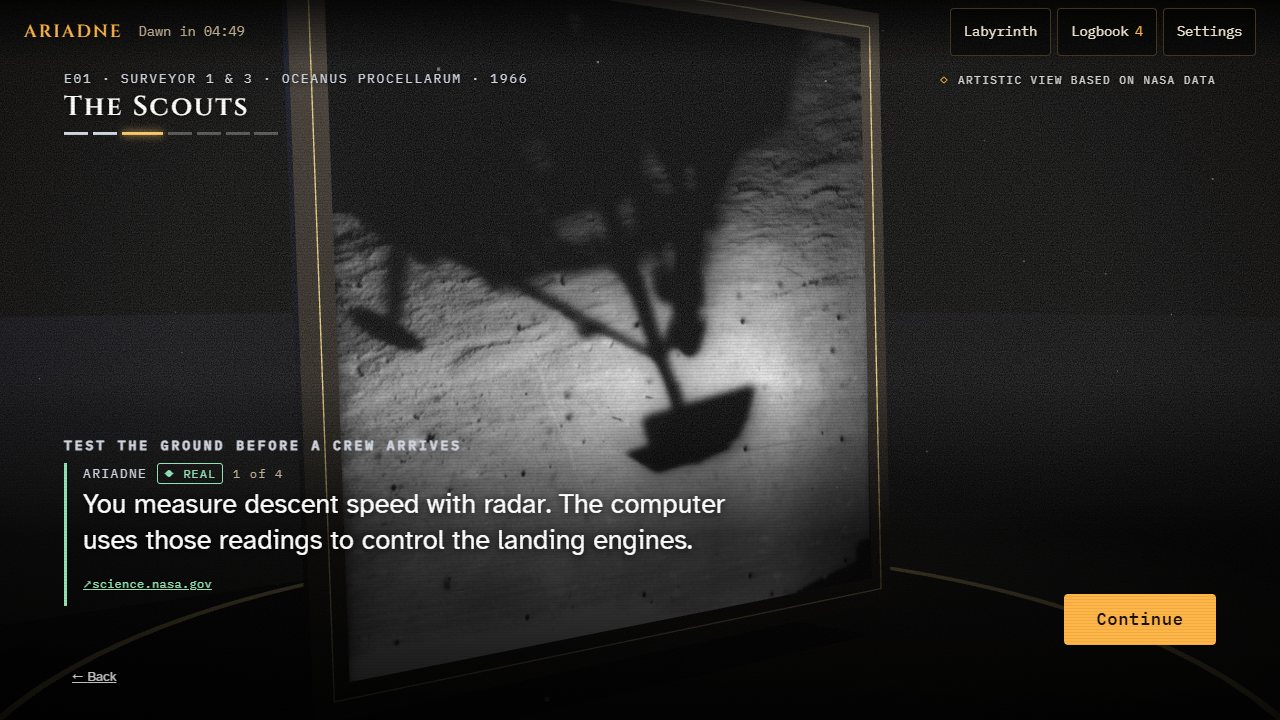 ARIADNE Dawn in 04:49 Labyrinth Logbook 4 Settings
E01 · SURVEYOR 1 & 3 · OCEANUS PROCELLARUM · 1966
◇ ARTISTIC VIEW BASED ON NASA DATA
The Scouts
TEST THE GROUND BEFORE A CREW ARRIVES
ARIADNE ◆ REAL 1 of 4
You measure descent speed with radar. The computer
uses those readings to control the landing engines.
↗science.nasa.gov
Continue
← Back